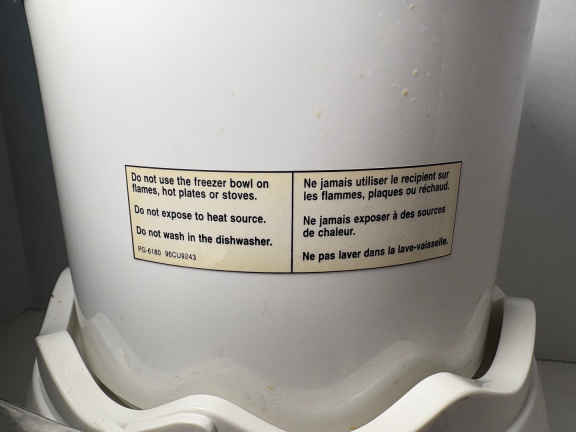 Do not use the freezer bowl on
flames, hot plates or stoves.
Do not expose to heat source.
Do not wash in the dishwasher.
PG-6180 96CU9243
Ne jamais utiliser le recipient sur
les flammes, plaques ou réchaud.
Ne jamais exposer à des sources
de chaleur.
Ne pas laver dans la lave-vaisselle.